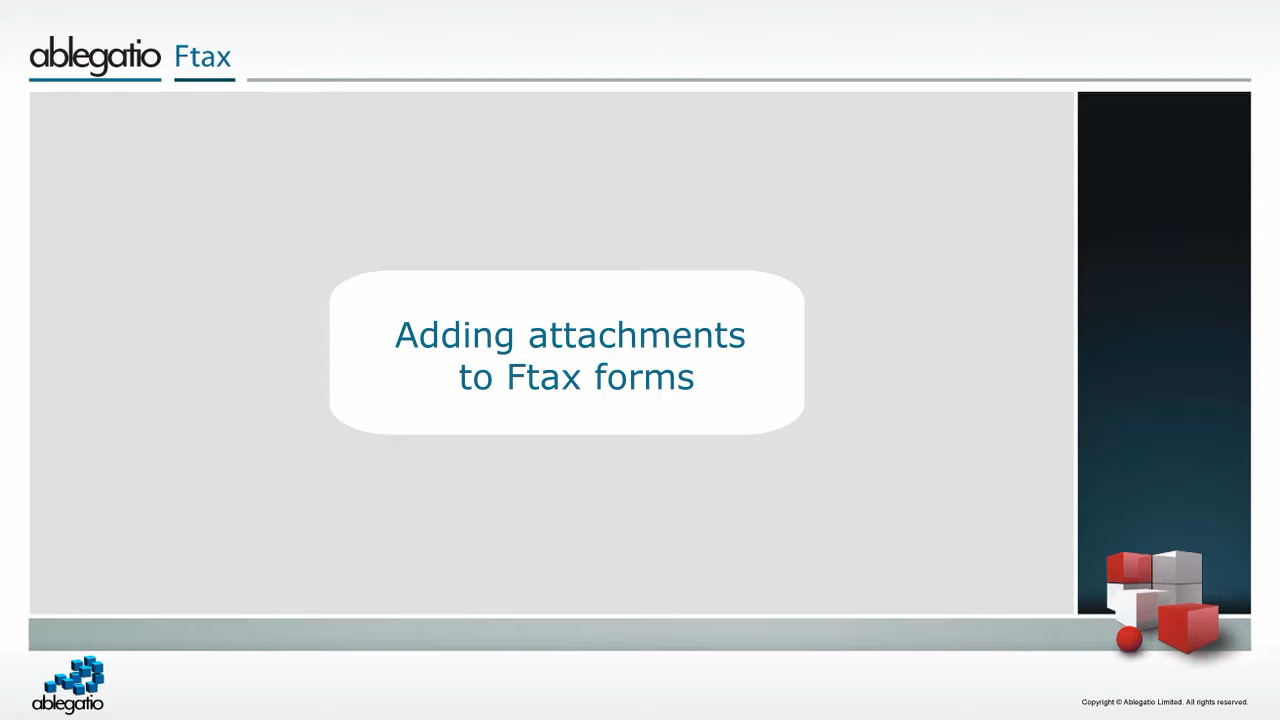 ablegatio Ftax
Adding attachments
to Ftax forms
ablegatio
Copyright © Ablegatio Limited. All rights reserved.